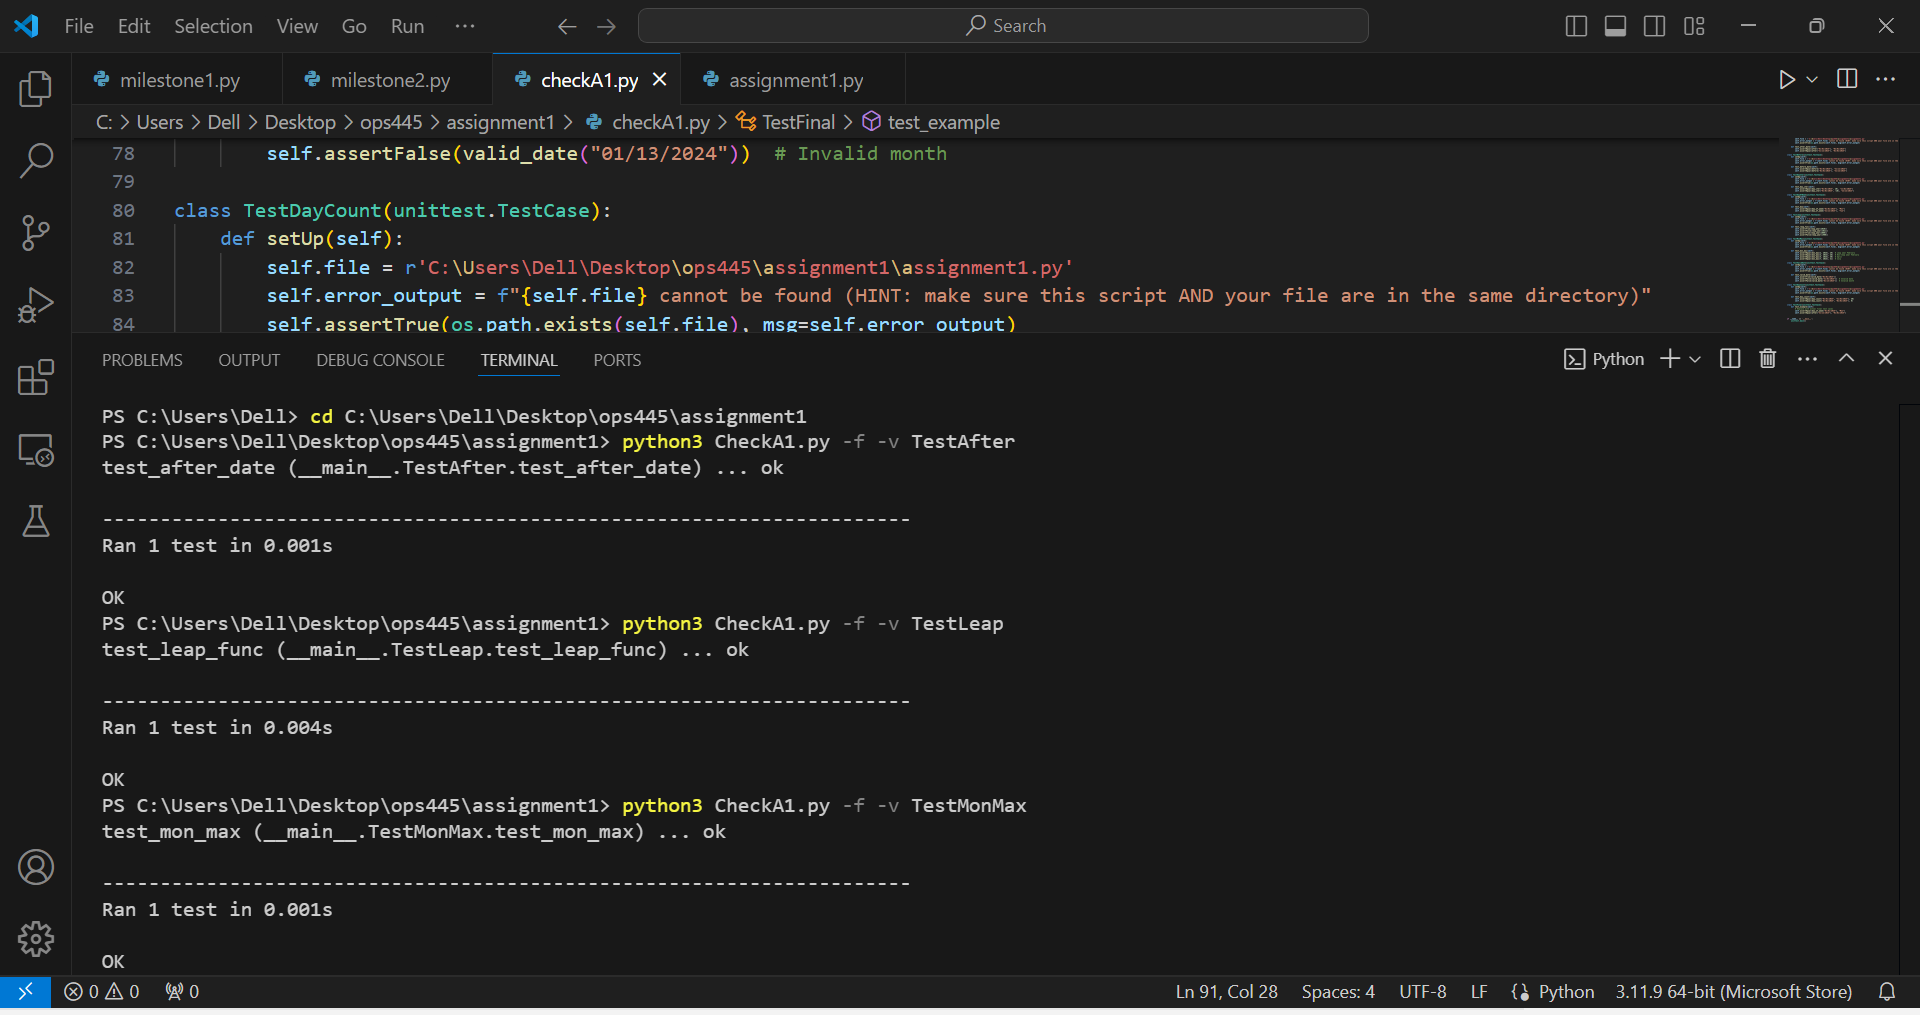 File Edit Selection View Go Run ··· Search
milestone1.py milestone2.py checkA1.py assignment1.py
C: > Users > Dell > Desktop > ops445 > assignment1 > checkA1.py > TestFinal > test_example
78 self.assertFalse(valid_date("01/13/2024")) # Invalid month
79
80 class TestDayCount(unittest.TestCase):
81 def setUp(self):
82 self.file = r'C:\Users\Dell\Desktop\ops445\assignment1\assignment1.py'
83 self.error_output = f"{self.file} cannot be found (HINT: make sure this script AND your file are in the same directory)"
84 self.assertTrue(os.path.exists(self.file), msg=self.error_output)
PROBLEMS OUTPUT DEBUG CONSOLE TERMINAL PORTS Python
PS C:\Users\Dell> cd C:\Users\Dell\Desktop\ops445\assignment1
PS C:\Users\Dell\Desktop\ops445\assignment1> python3 CheckA1.py -f -v TestAfter
test_after_date (__main__.TestAfter.test_after_date) ... ok
----------------------------------------------------------------------
Ran 1 test in 0.001s
OK
PS C:\Users\Dell\Desktop\ops445\assignment1> python3 CheckA1.py -f -v TestLeap
test_leap_func (__main__.TestLeap.test_leap_func) ... ok
----------------------------------------------------------------------
Ran 1 test in 0.004s
OK
PS C:\Users\Dell\Desktop\ops445\assignment1> python3 CheckA1.py -f -v TestMonMax
test_mon_max (__main__.TestMonMax.test_mon_max) ... ok
----------------------------------------------------------------------
Ran 1 test in 0.001s
OK
0 0 0 Ln 91, Col 28 Spaces: 4 UTF-8 LF Python 3.11.9 64-bit (Microsoft Store)